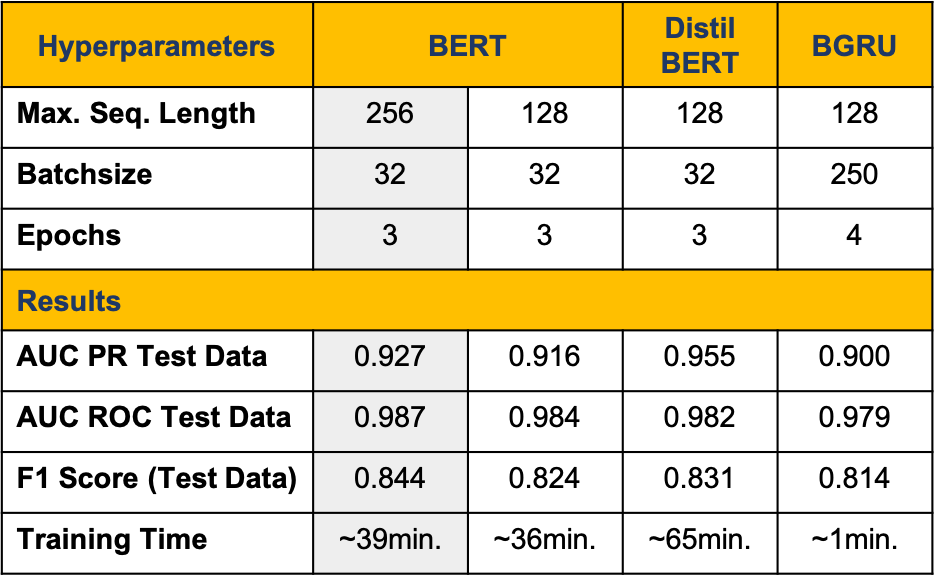 Hyperparameters BERT Distil BERT BGRU
Max. Seq. Length 256 128 128 128
Batchsize 32 32 32 250
Epochs 3 3 3 4
Results
AUC PR Test Data 0.927 0.916 0.955 0.900
AUC ROC Test Data 0.987 0.984 0.982 0.979
F1 Score (Test Data) 0.844 0.824 0.831 0.814
Training Time ~39min. ~36min. ~65min. ~1min.